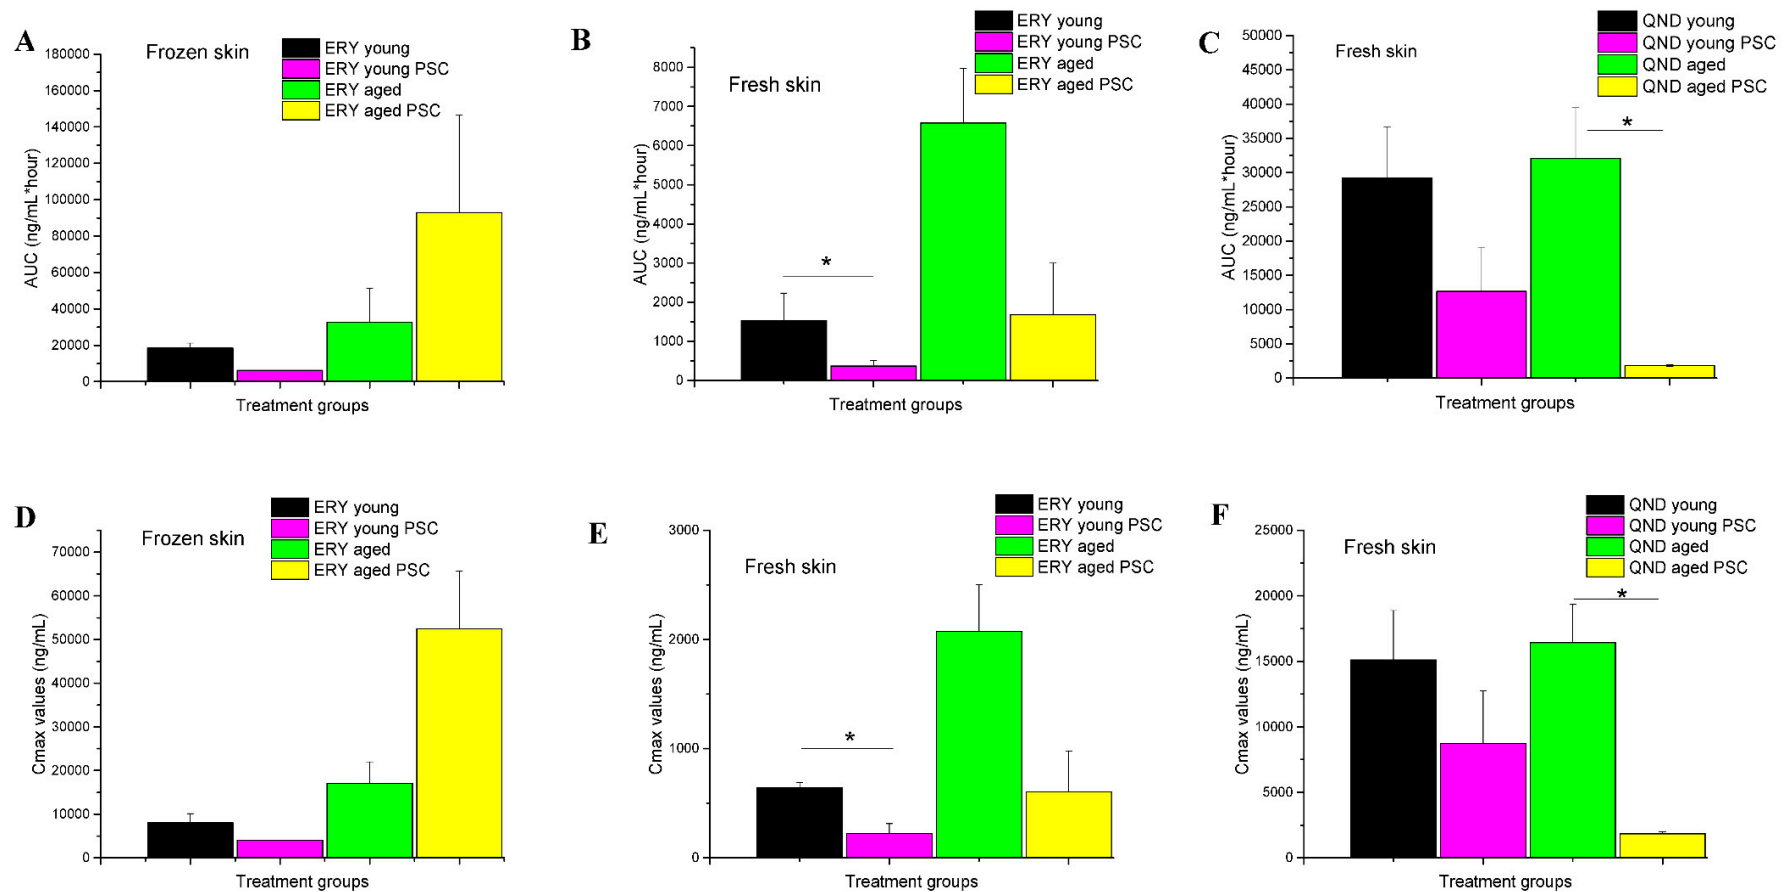 A
Frozen skin
ERY young
ERY young PSC
ERY aged
ERY aged PSC
180000
160000
140000
120000
100000
80000
60000
40000
20000
0
AUC (ng/mL*hour)
Treatment groups
B
Fresh skin
ERY young
ERY young PSC
ERY aged
ERY aged PSC
8000
7000
6000
5000
4000
3000
2000
1000
0
AUC (ng/mL*hour)
*
Treatment groups
C
Fresh skin
QND young
QND young PSC
QND aged
QND aged PSC
50000
45000
40000
35000
30000
25000
20000
15000
10000
5000
0
AUC (ng/mL*hour)
*
Treatment groups
D
Frozen skin
ERY young
ERY young PSC
ERY aged
ERY aged PSC
70000
60000
50000
40000
30000
20000
10000
0
Cmax values (ng/mL)
Treatment groups
E
Fresh skin
ERY young
ERY young PSC
ERY aged
ERY aged PSC
3000
2000
1000
0
Cmax values (ng/mL)
*
Treatment groups
F
Fresh skin
QND young
QND young PSC
QND aged
QND aged PSC
25000
20000
15000
10000
5000
0
Cmax values (ng/mL)
*
Treatment groups